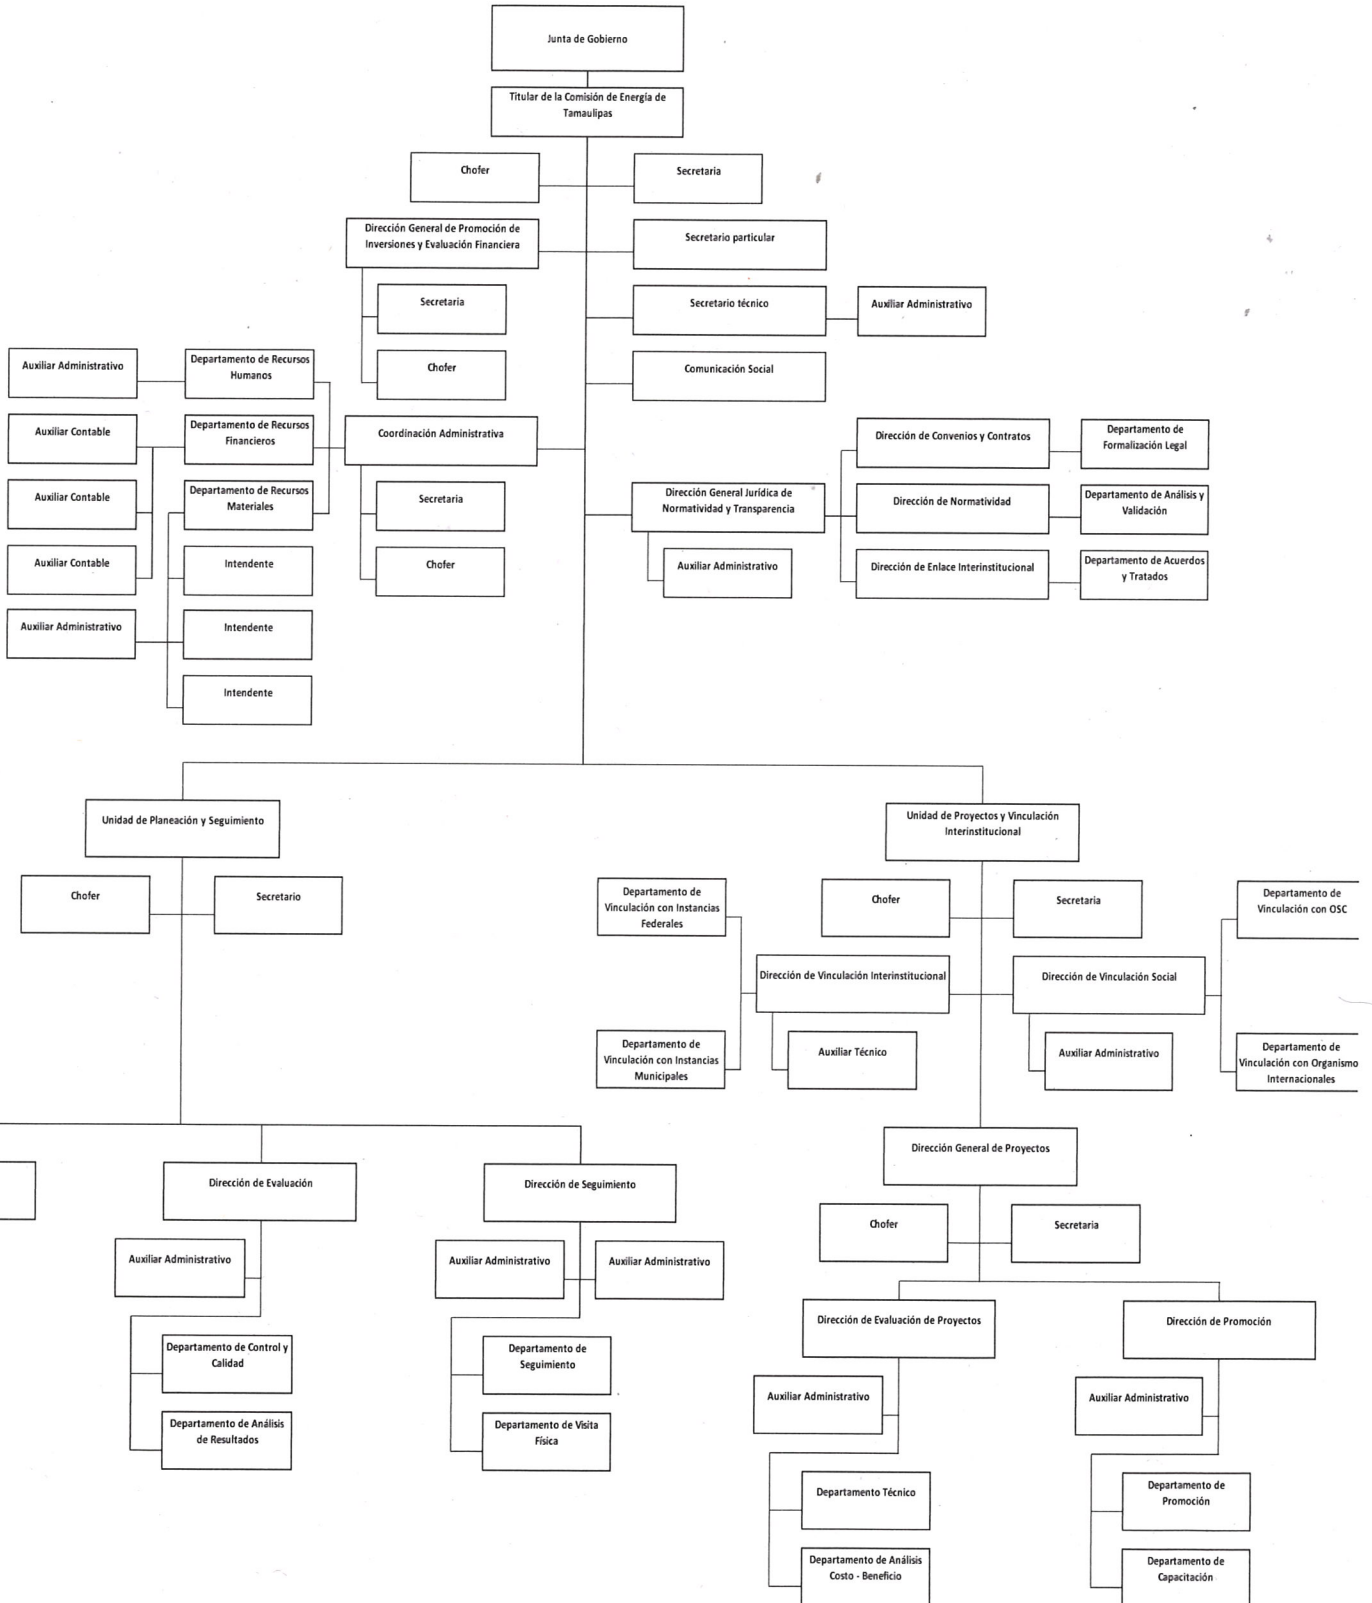 Junta de Gobierno
Titular de la Comisión de Energía de
Tamaulipas
Chofer
Secretaria
Dirección General de Promoción de
Inversiones y Evaluación Financiera
Secretario particular
Secretaria
Secretario técnico
Auxiliar Administrativo
Chofer
Comunicación Social
Auxiliar Administrativo
Departamento de Recursos
Humanos
Auxiliar Contable
Departamento de Recursos
Financieros
Coordinación Administrativa
Auxiliar Contable
Departamento de Recursos
Materiales
Secretaria
Auxiliar Contable
Intendente
Chofer
Auxiliar Administrativo
Intendente
Intendente
Dirección General Jurídica de
Normatividad y Transparencia
Auxiliar Administrativo
Dirección de Convenios y Contratos
Departamento de
Formalización Legal
Dirección de Normatividad
Departamento de Análisis y
Validación
Dirección de Enlace Interinstitucional
Departamento de Acuerdos
y Tratados
Unidad de Planeación y Seguimiento
Chofer
Secretario
Unidad de Proyectos y Vinculación
Interinstitucional
Departamento de
Vinculación con Instancias
Federales
Chofer
Secretaria
Departamento de
Vinculación con OSC
Dirección de Vinculación Interinstitucional
Dirección de Vinculación Social
Departamento de
Vinculación con Instancias
Municipales
Auxiliar Técnico
Auxiliar Administrativo
Departamento de
Vinculación con Organismo
Internacionales
Dirección de Evaluación
Auxiliar Administrativo
Departamento de Control y
Calidad
Departamento de Análisis
de Resultados
Dirección de Seguimiento
Auxiliar Administrativo
Auxiliar Administrativo
Departamento de
Seguimiento
Departamento de Visita
Física
Dirección General de Proyectos
Chofer
Secretaria
Dirección de Evaluación de Proyectos
Auxiliar Administrativo
Departamento Técnico
Departamento de Análisis
Costo - Beneficio
Dirección de Promoción
Auxiliar Administrativo
Departamento de
Promoción
Departamento de
Capacitación